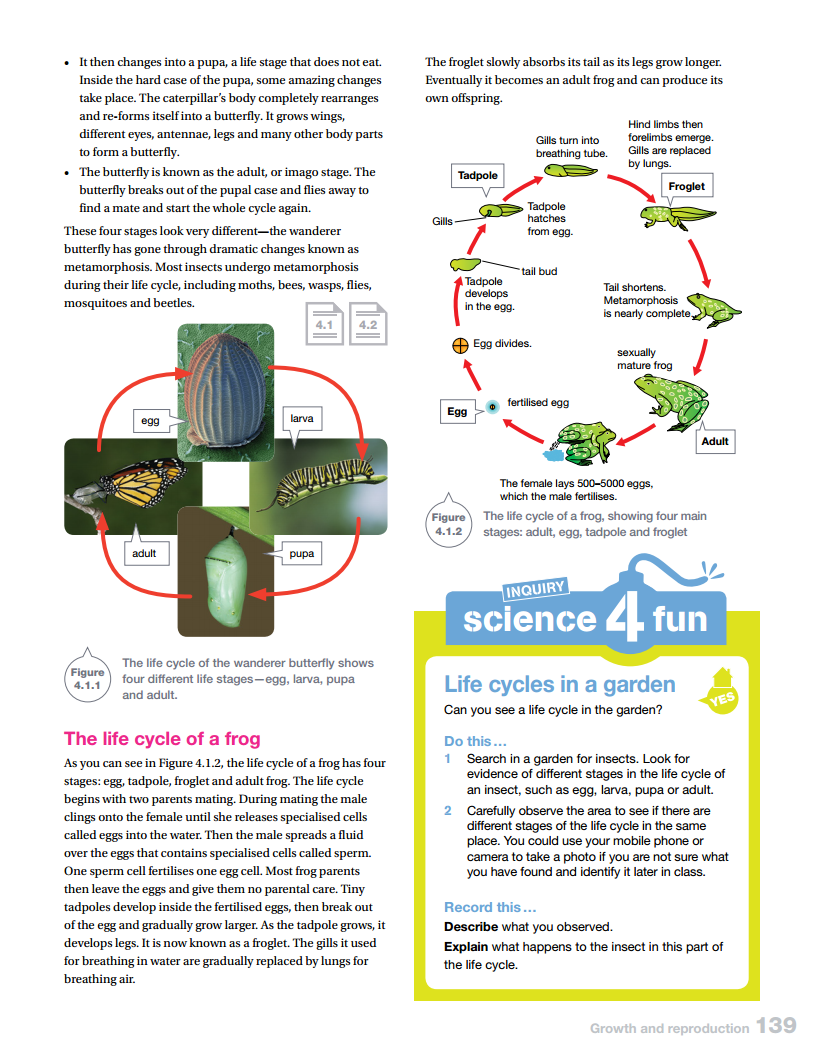 • It then changes into a pupa, a life stage that does not eat.
Inside the hard case of the pupa, some amazing changes
take place. The caterpillar's body completely rearranges
and re-forms itself into a butterfly. It grows wings,
different eyes, antennae, legs and many other body parts
to form a butterfly.
• The butterfly is known as the adult, or imago stage. The
butterfly breaks out of the pupal case and flies away to
find a mate and start the whole cycle again.
These four stages look very different—the wanderer
butterfly has gone through dramatic changes known as
metamorphosis. Most insects undergo metamorphosis
during their life cycle, including moths, bees, wasps, flies,
mosquitoes and beetles.
4.1
4.2
egg
larva
adult
pupa
Figure
4.1.1
The life cycle of the wanderer butterfly shows
four different life stages—egg, larva, pupa
and adult.
The life cycle of a frog
As you can see in Figure 4.1.2, the life cycle of a frog has four
stages: egg, tadpole, froglet and adult frog. The life cycle
begins with two parents mating. During mating the male
clings onto the female until she releases specialised cells
called eggs into the water. Then the male spreads a fluid
over the eggs that contains specialised cells called sperm.
One sperm cell fertilises one egg cell. Most frog parents
then leave the eggs and give them no parental care. Tiny
tadpoles develop inside the fertilised eggs, then break out
of the egg and gradually grow larger. As the tadpole grows, it
develops legs. It is now known as a froglet. The gills it used
for breathing in water are gradually replaced by lungs for
breathing air.
The froglet slowly absorbs its tail as its legs grow longer.
Eventually it becomes an adult frog and can produce its
own offspring.
Hind limbs then
forelimbs emerge.
Gills are replaced
by lungs.
Gills turn into
breathing tube.
Tadpole
Froglet
Gills
Tadpole
hatches
from egg.
tail bud
Tadpole
develops
in the egg.
Tail shortens.
Metamorphosis
is nearly complete.
Egg divides.
sexually
mature frog
Egg
fertilised egg
Adult
The female lays 500–5000 eggs,
which the male fertilises.
Figure
4.1.2
The life cycle of a frog, showing four main
stages: adult, egg, tadpole and froglet
INQUIRY
science 4 fun
Life cycles in a garden
YES
Can you see a life cycle in the garden?
Do this…
1 Search in a garden for insects. Look for
evidence of different stages in the life cycle of
an insect, such as egg, larva, pupa or adult.
2 Carefully observe the area to see if there are
different stages of the life cycle in the same
place. You could use your mobile phone or
camera to take a photo if you are not sure what
you have found and identify it later in class.
Record this…
Describe what you observed.
Explain what happens to the insect in this part of
the life cycle.
Growth and reproduction 139